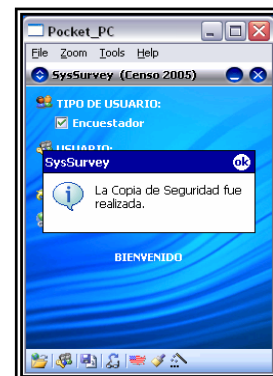 Pocket_PC
File Zoom Tools Help
SysSurvey (Censo 2005)
TIPO DE USUARIO:
Encuestador
USUARIO:
SysSurvey ok
La Copia de Seguridad fue
realizada.
BIENVENIDO